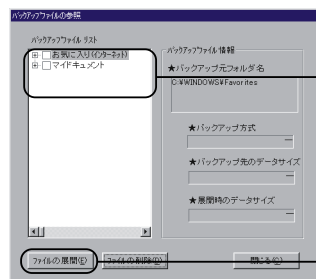 バックアップファイルの参照
バックアップファイル リスト
お気に入り(インターネット)
マイドキュメント
バックアップファイル 情報
★バックアップ元フォルダ名
C:¥WINDOWS¥Favorites
★バックアップ方式
―
★バックアップ先のデータサイズ
―
★展開時のデータサイズ
―
ファイルの展開(E) ファイルの削除(D) 閉じる(C)